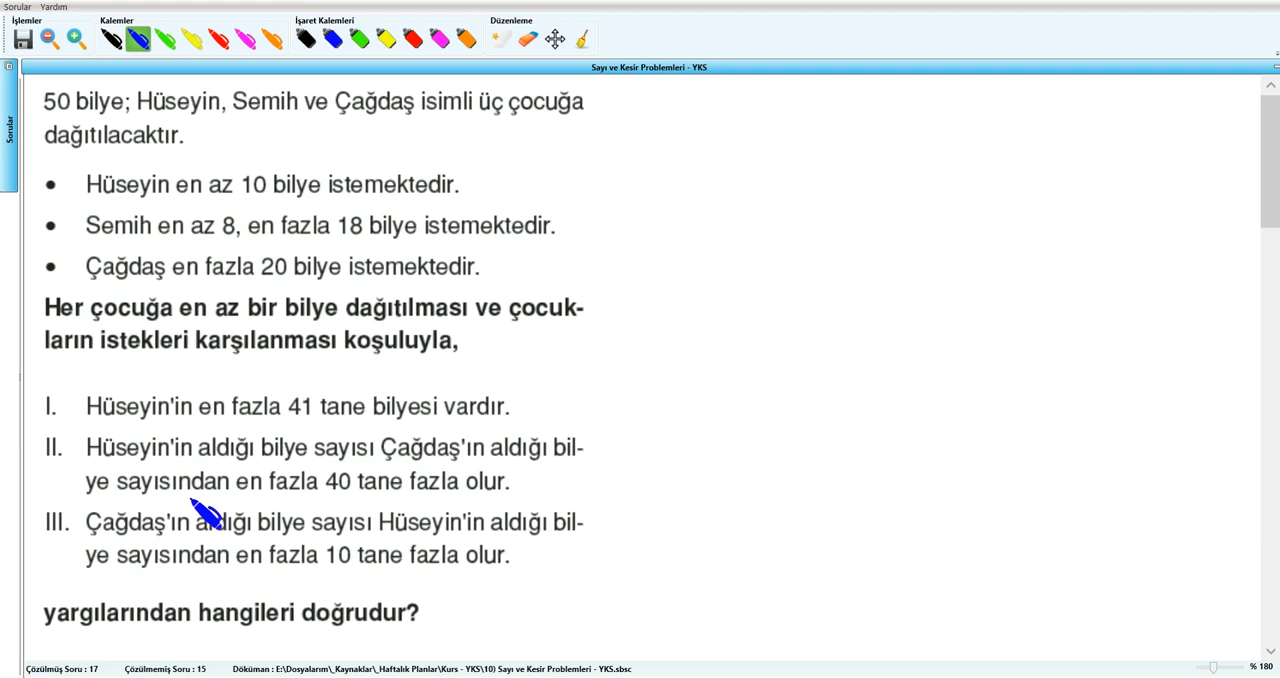 Sorular Yardım
İşlemler Kalemler İşaret Kalemleri Düzenleme
Sayı ve Kesir Problemleri - YKS
Sorular
50 bilye; Hüseyin, Semih ve Çağdaş isimli üç çocuğa
dağıtılacaktır.
• Hüseyin en az 10 bilye istemektedir.
• Semih en az 8, en fazla 18 bilye istemektedir.
• Çağdaş en fazla 20 bilye istemektedir.
Her çocuğa en az bir bilye dağıtılması ve çocuk-
ların istekleri karşılanması koşuluyla,
I. Hüseyin'in en fazla 41 tane bilyesi vardır.
II. Hüseyin'in aldığı bilye sayısı Çağdaş'ın aldığı bil-
ye sayısından en fazla 40 tane fazla olur.
III. Çağdaş'ın aldığı bilye sayısı Hüseyin'in aldığı bil-
ye sayısından en fazla 10 tane fazla olur.
yargılarından hangileri doğrudur?
Çözülmüş Soru : 17 Çözülmemiş Soru : 15 Döküman : E:\Dosyalarım\_Kaynaklar\_Haftalık Planlar\Kurs - YKS\10) Sayı ve Kesir Problemleri - YKS.sbsc % 180